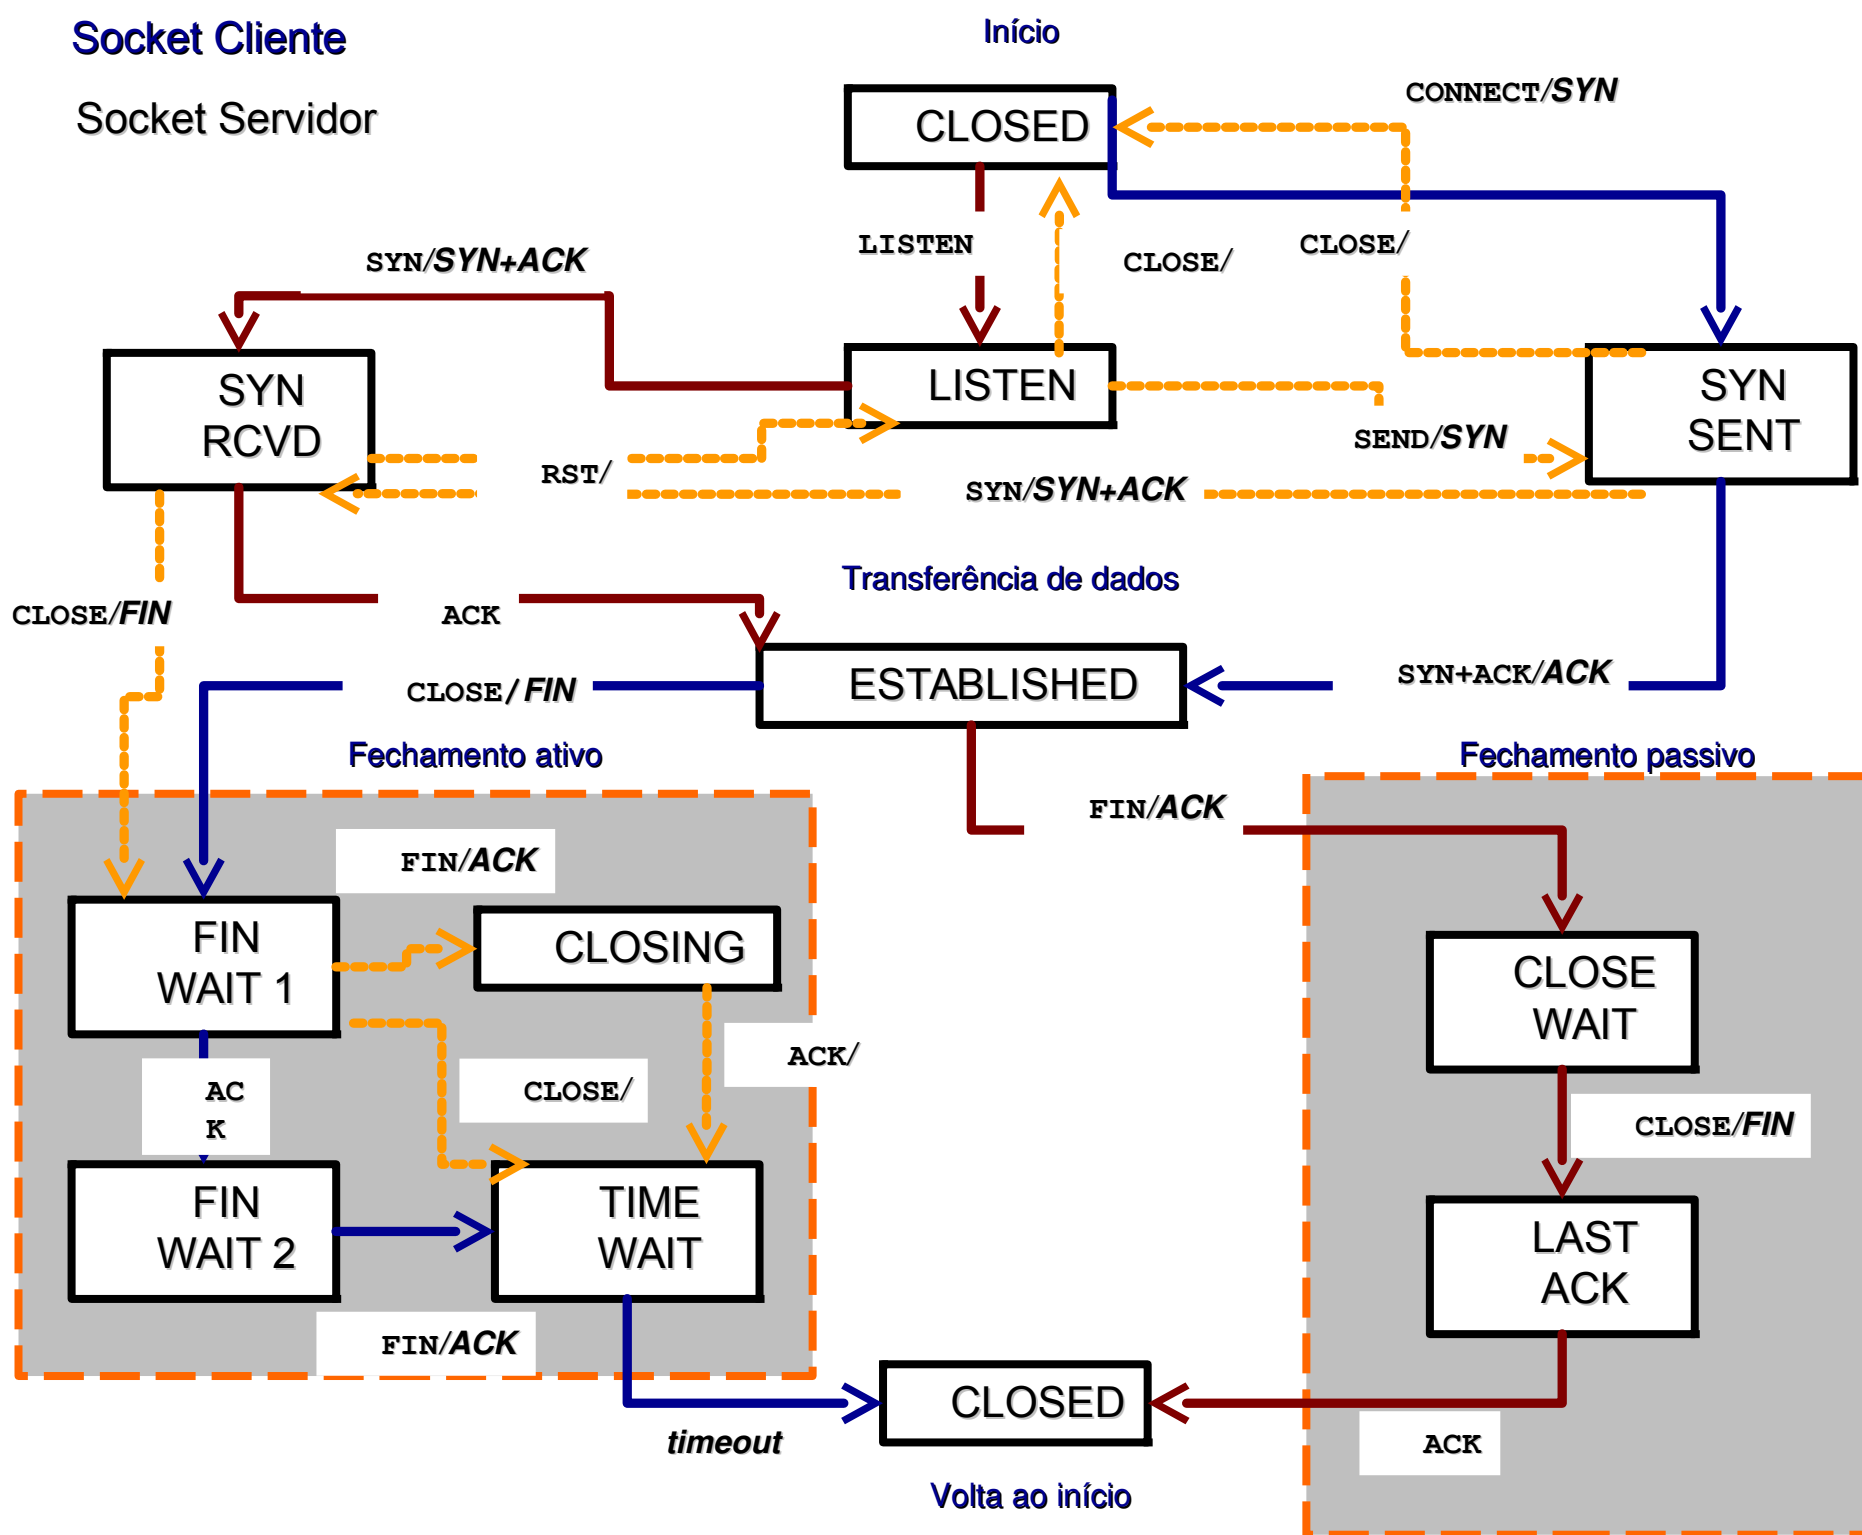 Socket Cliente
Início
Socket Servidor
CLOSED
CONNECT/SYN
LISTEN
CLOSE/
CLOSE/
SYN/SYN+ACK
SYN
RCVD
LISTEN
SYN
SENT
SEND/SYN
RST/
SYN/SYN+ACK
Transferência de dados
CLOSE/FIN
ACK
ESTABLISHED
CLOSE/FIN
SYN+ACK/ACK
Fechamento ativo
Fechamento passivo
FIN/ACK
FIN/ACK
FIN
WAIT 1
CLOSING
CLOSE
WAIT
ACK/
AC
K
CLOSE/
CLOSE/FIN
FIN
WAIT 2
TIME
WAIT
LAST
ACK
FIN/ACK
CLOSED
timeout
ACK
Volta ao início